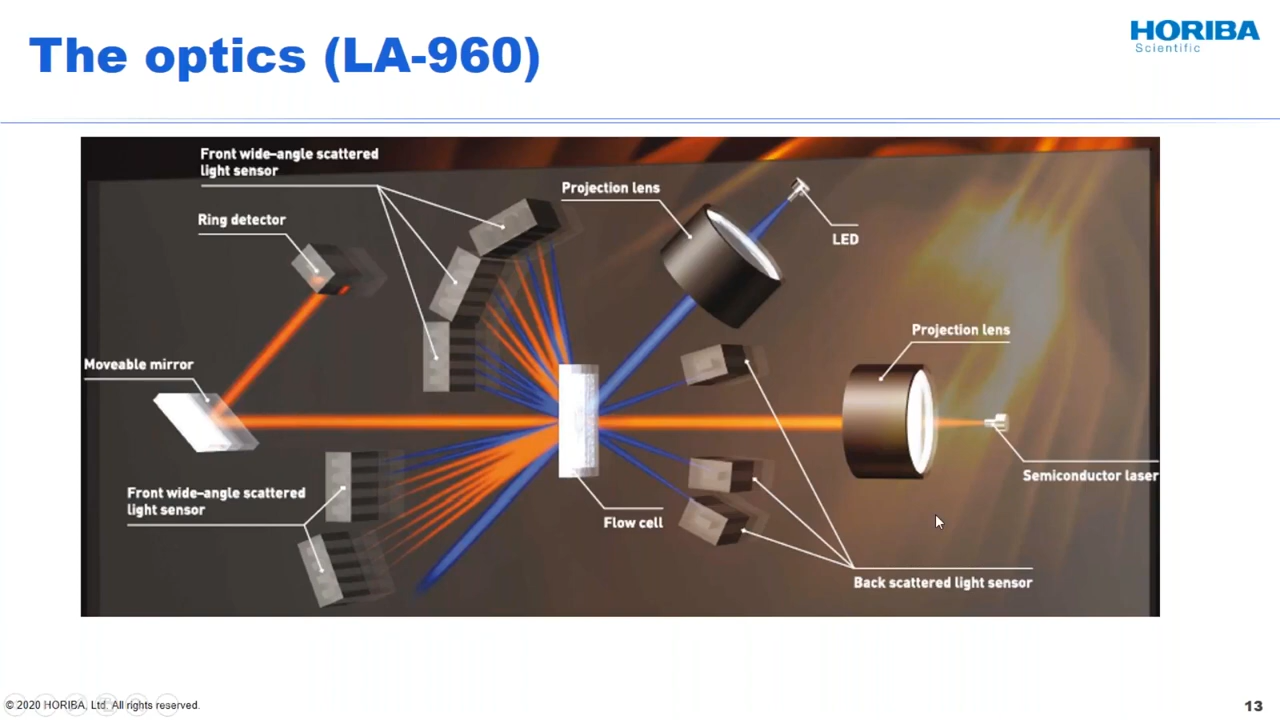 The optics (LA-960)
HORIBA
Scientific
Front wide-angle scattered
light sensor
Projection lens
Ring detector
LED
Projection lens
Moveable mirror
Semiconductor laser
Front wide-angle scattered
light sensor
Flow cell
Back scattered light sensor
© 2020 HORIBA, Ltd. All rights reserved.
13